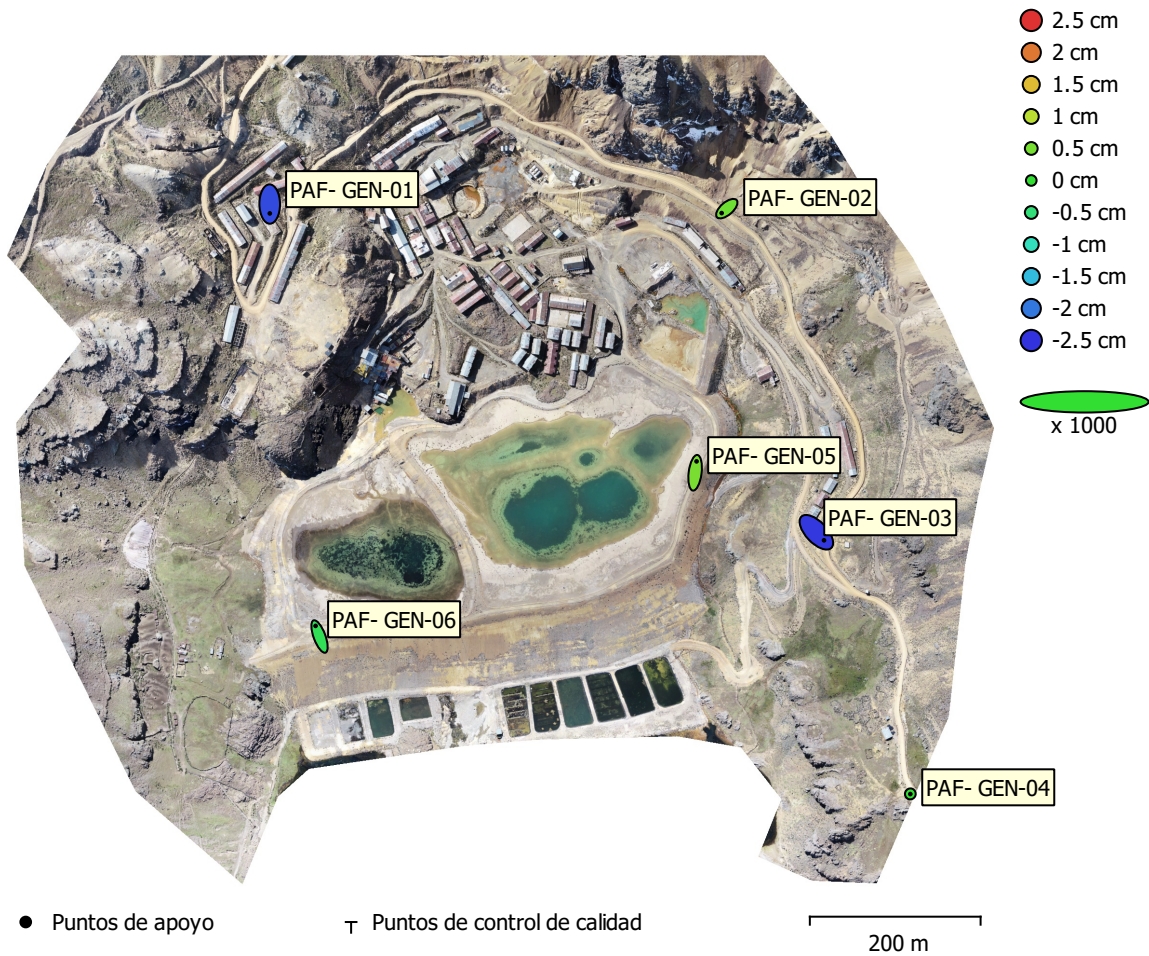 2.5 cm
2 cm
1.5 cm
1 cm
0.5 cm
0 cm
-0.5 cm
-1 cm
-1.5 cm
-2 cm
-2.5 cm
x 1000
PAF- GEN-01
PAF- GEN-02
PAF- GEN-05
PAF- GEN-03
PAF- GEN-06
PAF- GEN-04
Puntos de apoyo
Puntos de control de calidad
200 m